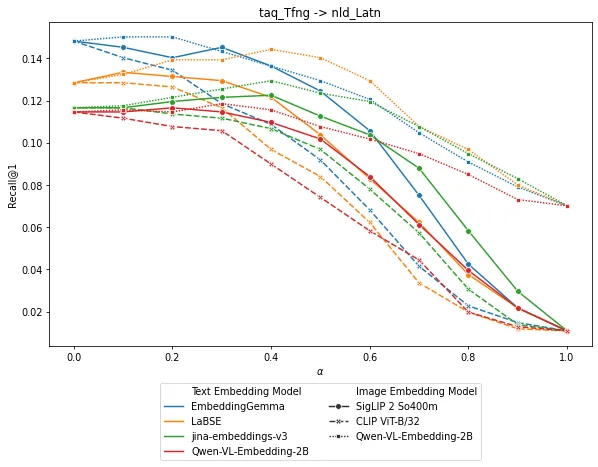 taq_Tfng -> nld_Latn
Recall@1
0.14
0.12
0.10
0.08
0.06
0.04
0.02
0.0 0.2 0.4 0.6 0.8 1.0
α
Text Embedding Model Image Embedding Model
EmbeddingGemma SigLIP 2 So400m
LaBSE CLIP ViT-B/32
jina-embeddings-v3 Qwen-VL-Embedding-2B
Qwen-VL-Embedding-2B